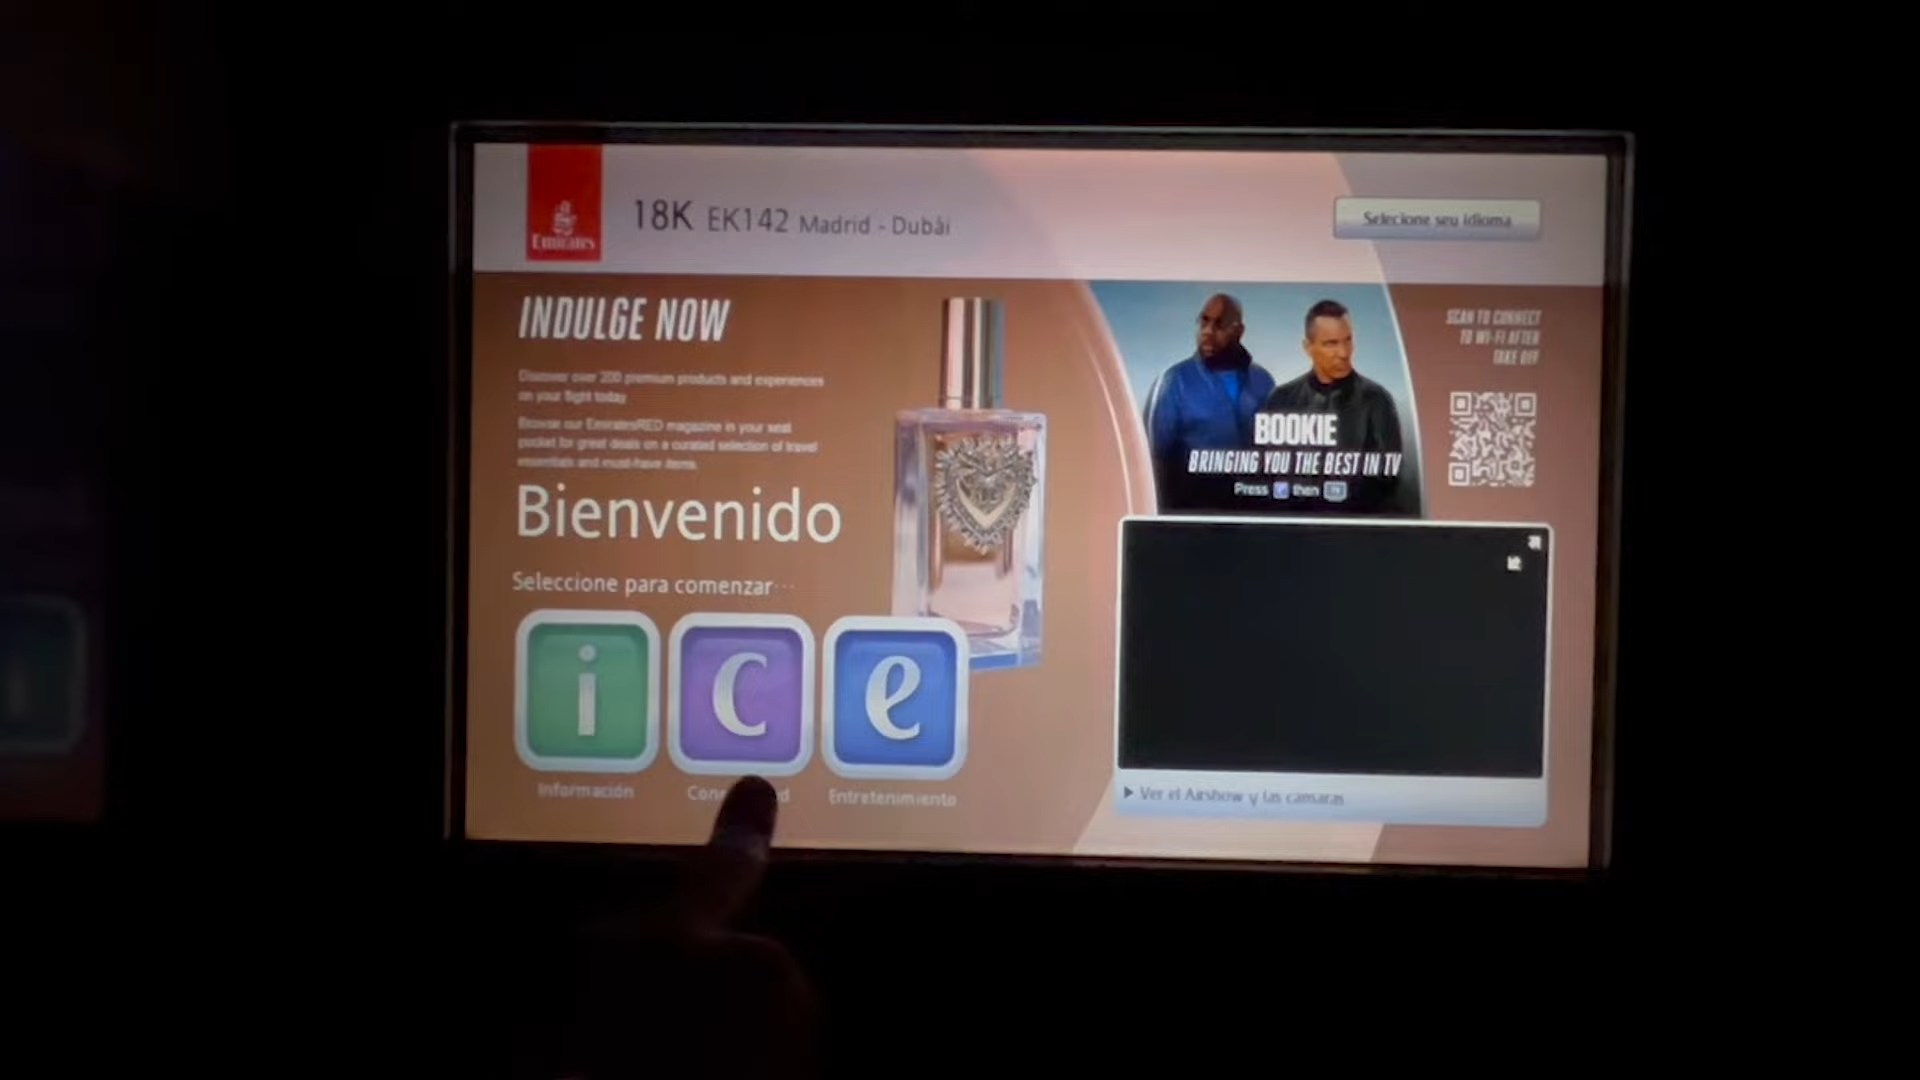 Emirates
18K EK142 Madrid - Dubái
Selecione seu idioma
INDULGE NOW
Discover over 200 premium products and experiences
on your flight today
Browse our EmiratesRED magazine in your seat
pocket for great deals on a curated selection of travel
essentials and must-have items.
Bienvenido
Seleccione para comenzar...
i
c
e
Información
Entretenimiento
BOOKIE
BRINGING YOU THE BEST IN TV
Press e then TV
SCAN TO CONNECT
TO WI-FI AFTER
TAKE OFF
Ver el Airshow y las cámaras